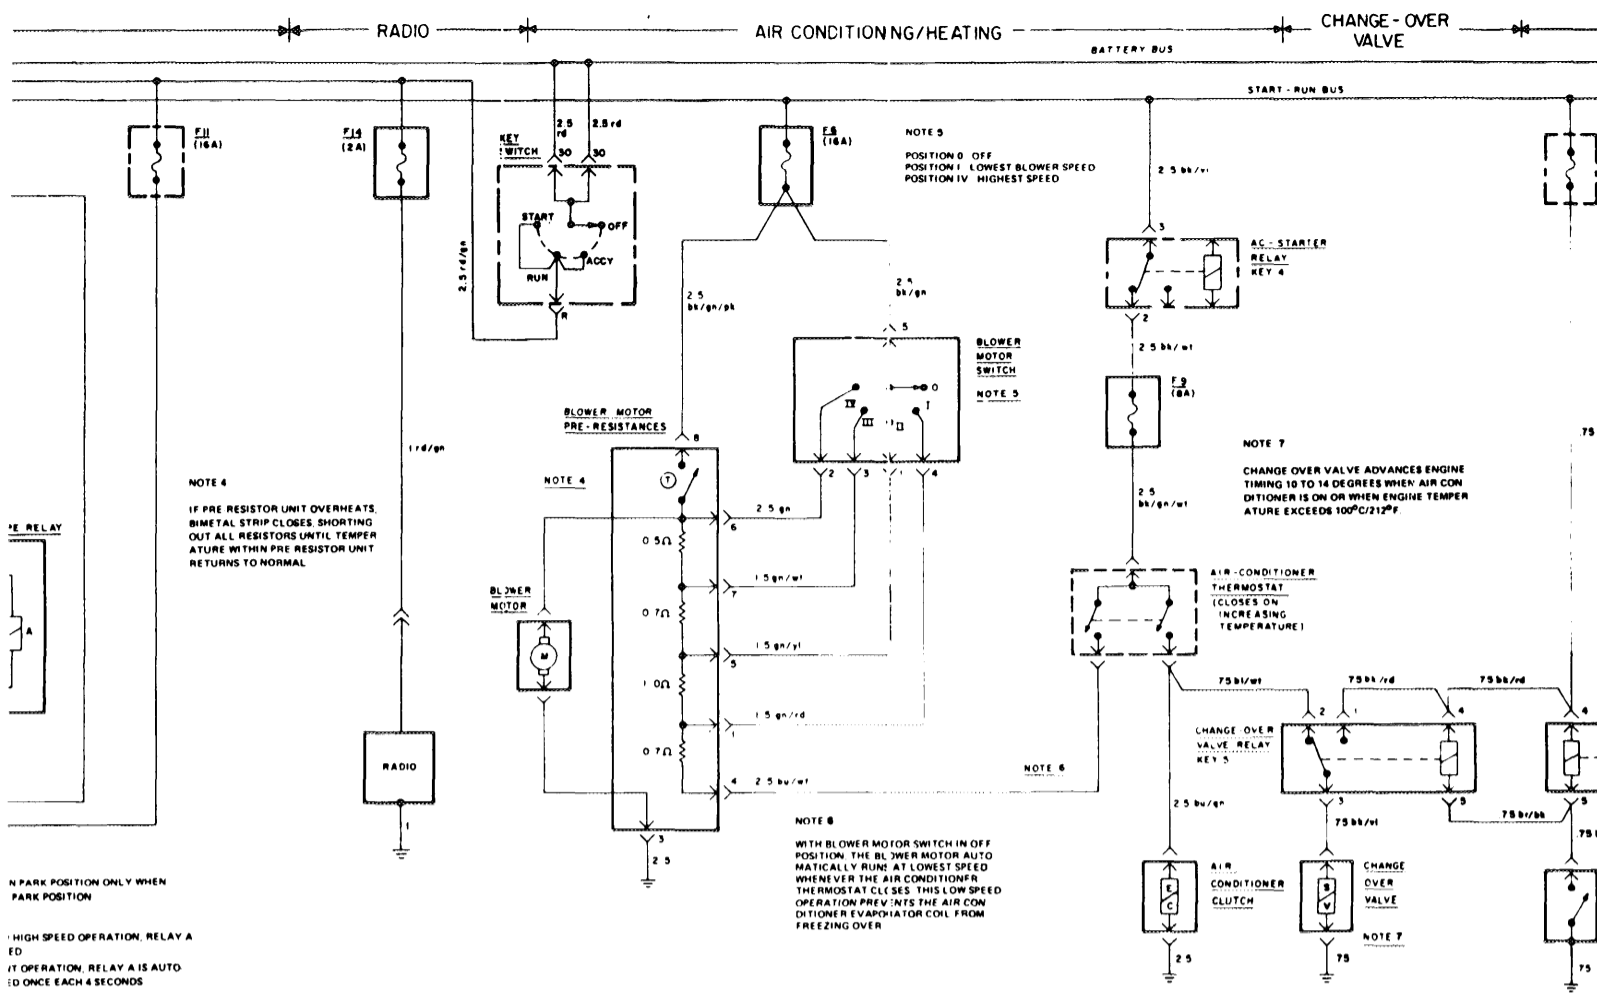 RADIO
AIR CONDITIONING/HEATING
CHANGE-OVER
VALVE
BATTERY BUS
START-RUN BUS
F11
(16A)
F14
(2A)
2.5
rd
2.5 rd
KEY
SWITCH
30
30
START
OFF
RUN
ACCY
R
2.5 rd/gn
F6
(16A)
NOTE 5
POSITION 0 OFF
POSITION I LOWEST BLOWER SPEED
POSITION IV HIGHEST SPEED
2.5 bk/vi
3
AC-STARTER
RELAY
KEY 4
2
2.5 bk/wt
F9
(8A)
2.5
bk/gn/pk
2.5
bk/gn
5
BLOWER
MOTOR
SWITCH
NOTE 5
0
I
II
III
IV
2
3
1
4
BLOWER MOTOR
PRE-RESISTANCES
8
T
NOTE 4
1 rd/gn
NOTE 4
IF PRE RESISTOR UNIT OVERHEATS,
BIMETAL STRIP CLOSES, SHORTING
OUT ALL RESISTORS UNTIL TEMPER
ATURE WITHIN PRE RESISTOR UNIT
RETURNS TO NORMAL
PE RELAY
A
NOTE 7
CHANGE OVER VALVE ADVANCES ENGINE
TIMING 10 TO 14 DEGREES WHEN AIR CON
DITIONER IS ON OR WHEN ENGINE TEMPER
ATURE EXCEEDS 100°C/212°F.
.75
2.5
bk/gn/wt
0.5Ω
6
2.5 gn
0.7Ω
7
1.5 gn/wt
1.0Ω
5
1.5 gn/yl
0.7Ω
1
1.5 gn/rd
4
2.5 bu/wt
BLOWER
MOTOR
M
3
2.5
RADIO
1
AIR-CONDITIONER
THERMOSTAT
(CLOSES ON
INCREASING
TEMPERATURE)
NOTE 6
75 bl/wt
75 bk/rd
75 bk/rd
2
1
4
4
CHANGE-OVER
VALVE RELAY
KEY 5
3
5
5
75 bk/vl
75 br/bk
.75
2.5 bu/gn
NOTE 6
WITH BLOWER MOTOR SWITCH IN OFF
POSITION, THE BLOWER MOTOR AUTO
MATICALLY RUNS AT LOWEST SPEED
WHENEVER THE AIR CONDITIONER
THERMOSTAT CLOSES THIS LOW SPEED
OPERATION PREVENTS THE AIR CON
DITIONER EVAPORATOR COIL FROM
FREEZING OVER
E
C
AIR
CONDITIONER
CLUTCH
2.5
S
V
CHANGE
OVER
VALVE
NOTE 7
75
75
N PARK POSITION ONLY WHEN
PARK POSITION
HIGH SPEED OPERATION, RELAY A
ED
NT OPERATION, RELAY A IS AUTO
ED ONCE EACH 4 SECONDS